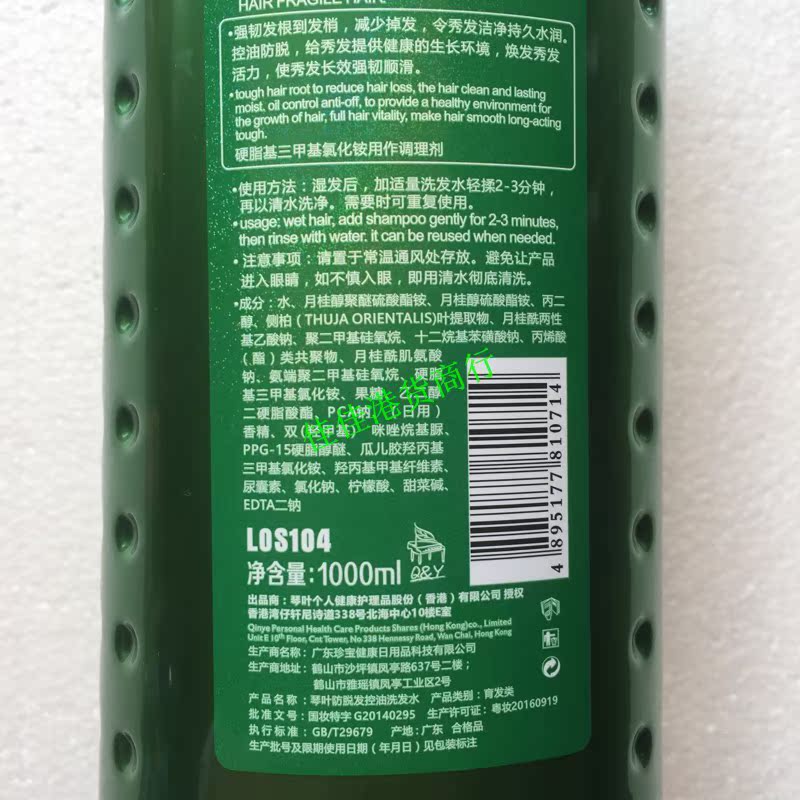 HAIR FRAGILE HAIR
•强韧发根到发梢，减少掉发，令秀发洁净持久水润。
控油防脱，给秀发提供健康的生长环境，焕发秀发
活力，使秀发长效强韧顺滑。
•tough hair root to reduce hair loss, the hair clean and lasting
moist, oil control anti-off, to provide a healthy environment for
the growth of hair, full hair vitality, make hair smooth long-acting
tough.
硬脂基三甲基氯化铵用作调理剂
•使用方法：湿发后，加适量洗发水轻揉2-3分钟，
再以清水洗净。需要时可重复使用。
•usage: wet hair, add shampoo gently for 2-3 minutes,
then rinse with water. it can be reused when needed.
•注意事项：请置于常温通风处存放。避免让产品
进入眼睛，如不慎入眼，即用清水彻底清洗。
•成分：水、月桂醇聚醚硫酸酯铵、月桂醇硫酸酯铵、丙二
醇、侧柏（THUJA ORIENTALIS)叶提取物、月桂酰两性
基乙酸钠、聚二甲基硅氧烷、十二烷基苯磺酸钠、丙烯酸
（酯）类共聚物、月桂酰肌氨酸
钠、氨端聚二甲基硅氧烷、硬脂
基三甲基氯化铵、果糖、乙二醇
二硬脂酸酯、PCA钠、（日用）
香精、双（羟甲基）咪唑烷基脲、
PPG-15硬脂醇醚、瓜儿胶羟丙基
三甲基氯化铵、羟丙基甲基纤维素、
尿囊素、氯化钠、柠檬酸、甜菜碱、
EDTA二钠
佳佳港货商行
4 895177 810714
LOS104
净含量:1000ml
Q&Y
出品商：琴叶个人健康护理品股份（香港）有限公司 授权
香港湾仔轩尼诗道338号北海中心10楼E室
Qinye Personal Health Care Products Shares (Hong Kong)co., Limited
Unit E 10th Floor, Cnt Tower, No 338 Hennessy Road, Wan Chai, Hong Kong
生产商名称：广东珍宝健康日用品科技有限公司
生产商地址：鹤山市沙坪镇凤亭路637号二楼；
鹤山市雅瑶镇凤亭工业区2号
产品名称：琴叶防脱发控油洗发水 产品类别：育发类
批准文号：国妆特字 G20140295 生产许可证：粤妆20160919
执行标准：GB/T29679 产地:广东 合格品
生产批号及限期使用日期（年月日）见包装标注